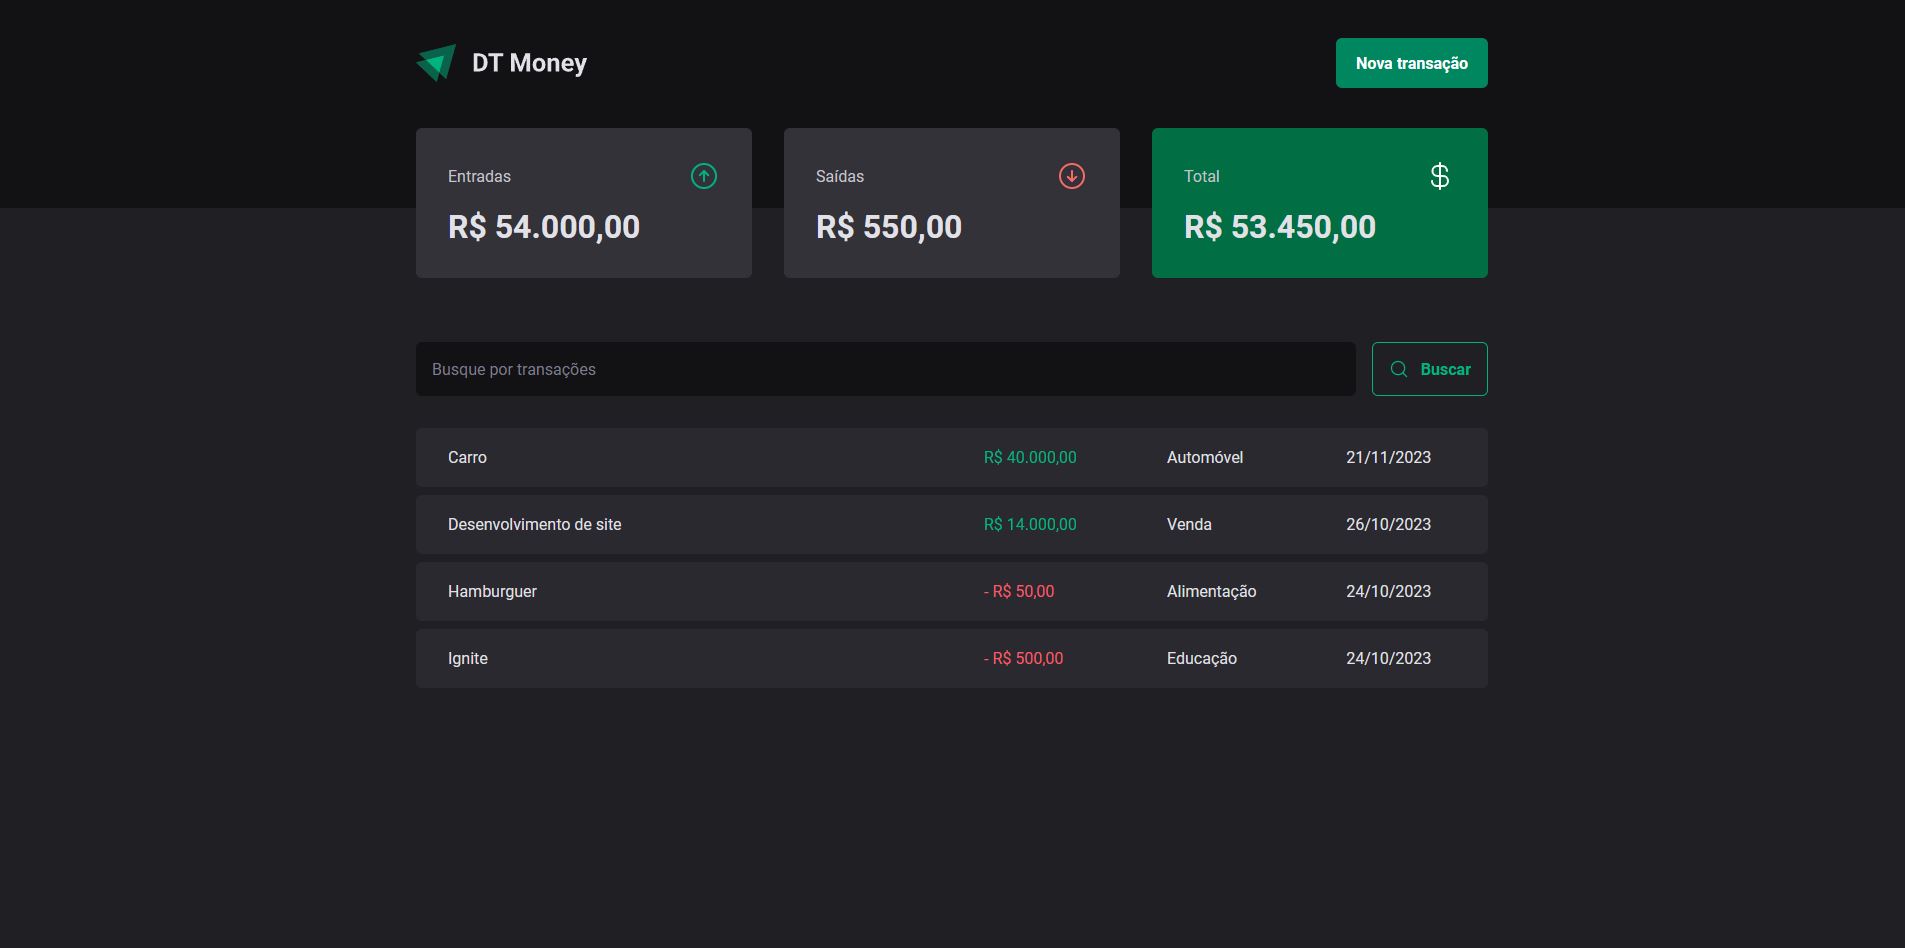 DT Money
Nova transação
Entradas
R$ 54.000,00
Saídas
R$ 550,00
Total
$
R$ 53.450,00
Busque por transações
Buscar
Carro R$ 40.000,00 Automóvel 21/11/2023
Desenvolvimento de site R$ 14.000,00 Venda 26/10/2023
Hamburguer - R$ 50,00 Alimentação 24/10/2023
Ignite - R$ 500,00 Educação 24/10/2023